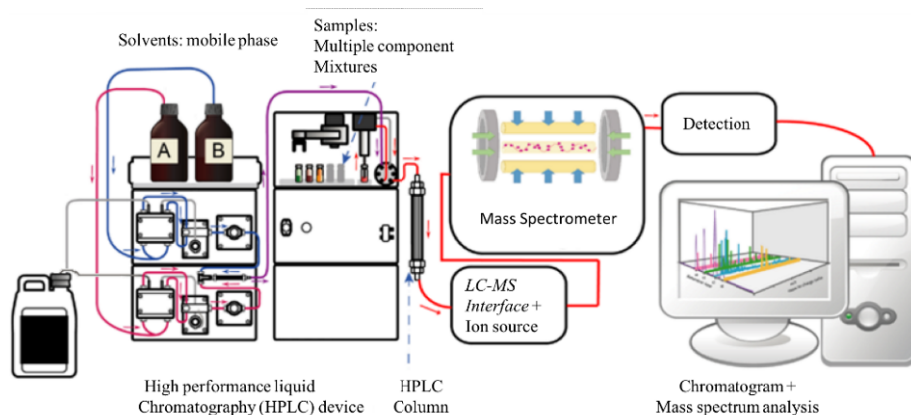 Solvents: mobile phase
Samples:
Multiple component
Mixtures
A
B
Mass Spectrometer
Detection
LC-MS
Interface +
Ion source
High performance liquid
Chromatography (HPLC) device
HPLC
Column
Chromatogram +
Mass spectrum analysis